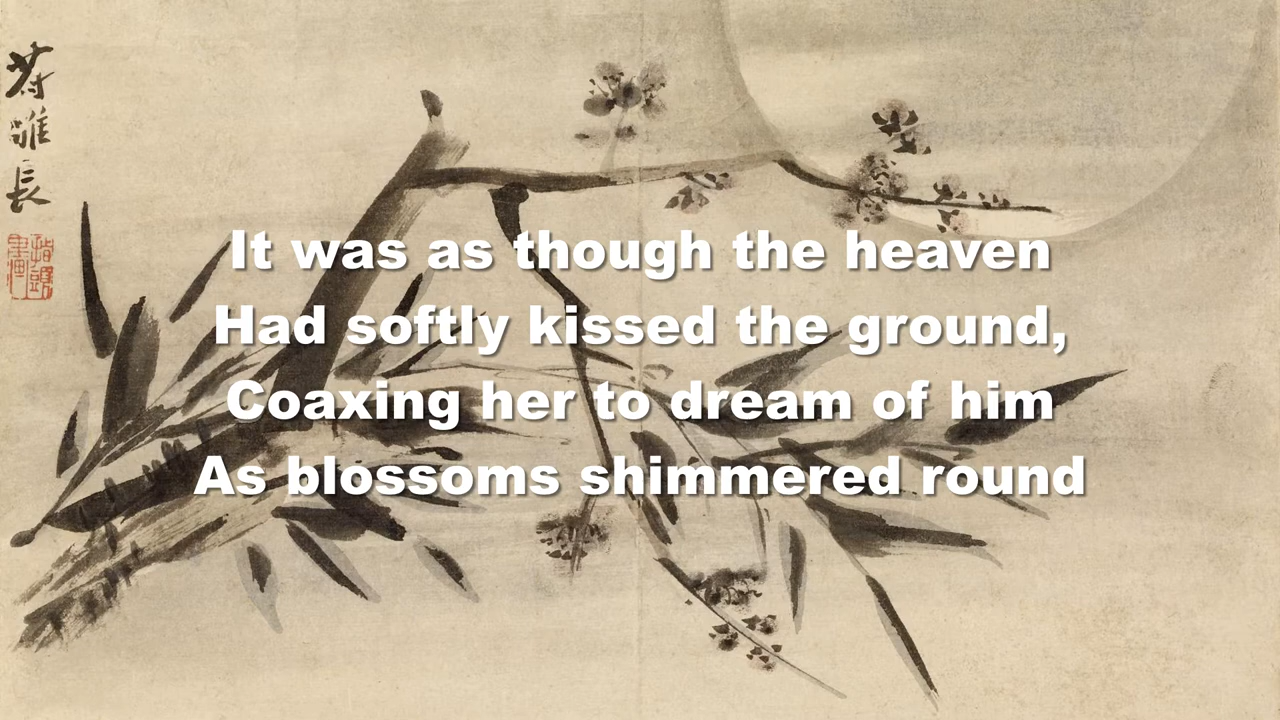 It was as though the heaven
Had softly kissed the ground,
Coaxing her to dream of him
As blossoms shimmered round